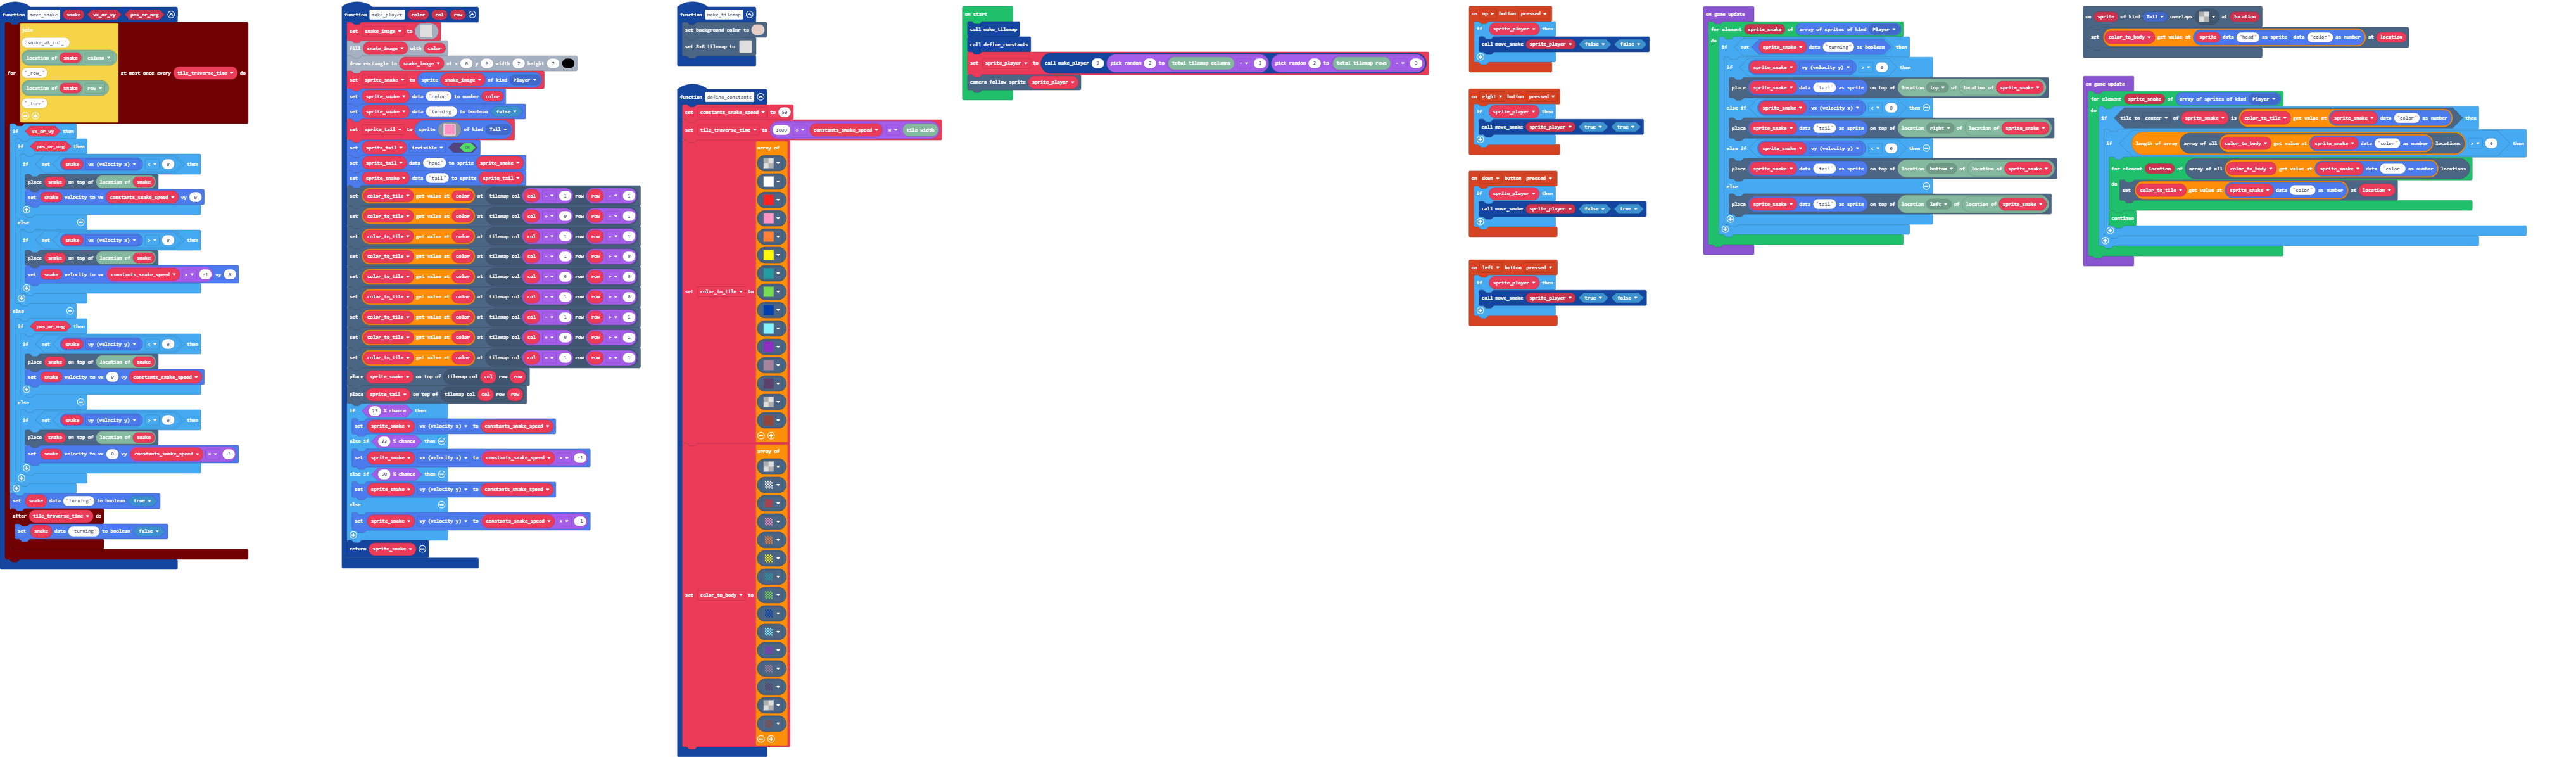 function move_snake snake vx_or_vy pos_or_neg
for join
"snake_at_col_"
location of snake column
"_row_"
location of snake row
"_turn"
at most once every tile_traverse_time do
if vx_or_vy then
if pos_or_neg then
if not snake vx (velocity x) < 0 then
place snake on top of location of snake
set snake velocity to vx constants_snake_speed vy 0
else
if not snake vx (velocity x) > 0 then
place snake on top of location of snake
set snake velocity to vx constants_snake_speed × -1 vy 0
else
if pos_or_neg then
if not snake vy (velocity y) < 0 then
place snake on top of location of snake
set snake velocity to vx 0 vy constants_snake_speed
else
if not snake vy (velocity y) > 0 then
place snake on top of location of snake
set snake velocity to vx 0 vy constants_snake_speed × -1
set snake data "turning" to boolean true
after tile_traverse_time do
set snake data "turning" to boolean false
function make_player color col row
set snake_image to
fill snake_image with color
draw rectangle in snake_image at x 0 y 0 width 7 height 7
set sprite_snake to sprite snake_image of kind Player
set sprite_snake data "color" to number color
set sprite_snake data "turning" to boolean false
set sprite_tail to sprite of kind Tail
set sprite_tail invisible
set sprite_tail data "head" to sprite sprite_snake
set sprite_snake data "tail" to sprite sprite_tail
set color_to_tile get value at color at tilemap col col - 1 row row - 1
set color_to_tile get value at color at tilemap col col + 0 row row - 1
set color_to_tile get value at color at tilemap col col + 1 row row - 1
set color_to_tile get value at color at tilemap col col - 1 row row + 0
set color_to_tile get value at color at tilemap col col + 0 row row + 0
set color_to_tile get value at color at tilemap col col + 1 row row + 0
set color_to_tile get value at color at tilemap col col - 1 row row + 1
set color_to_tile get value at color at tilemap col col + 0 row row + 1
set color_to_tile get value at color at tilemap col col + 1 row row + 1
place sprite_snake on top of tilemap col col row row
place sprite_tail on top of tilemap col col row row
if 25 % chance then
set sprite_snake vx (velocity x) to constants_snake_speed
else if 33 % chance then
set sprite_snake vx (velocity x) to constants_snake_speed × -1
else if 50 % chance then
set sprite_snake vy (velocity y) to constants_snake_speed
else
set sprite_snake vy (velocity y) to constants_snake_speed × -1
return sprite_snake
function make_tilemap
set background color to
set 8x8 tilemap to
function define_constants
set constants_snake_speed to 50
set tile_traverse_time to 1000 ÷ constants_snake_speed × tile width
set color_to_tile to array of
set color_to_body to array of
on start
call make_tilemap
call define_constants
set sprite_player to call make_player pick random 2 to total tilemap columns - 3 pick random 2 to total tilemap rows - 3
camera follow sprite sprite_player
on up button pressed
if sprite_player then
call move_snake sprite_player false false
on right button pressed
if sprite_player then
call move_snake sprite_player true true
on down button pressed
if sprite_player then
call move_snake sprite_player false true
on left button pressed
if sprite_player then
call move_snake sprite_player true false
on game update
for element sprite_snake of array of sprites of kind Player
do
if not sprite_snake data "turning" as boolean then
if sprite_snake vy (velocity y) > 0 then
place sprite_snake data "tail" as sprite on top of location top of location of sprite_snake
else if sprite_snake vx (velocity x) < 0
place sprite_snake data "tail" as sprite on top of location right of location of sprite_snake
else if sprite_snake vy (velocity y) < 0
place sprite_snake data "tail" as sprite on top of location bottom of location of sprite_snake
else
place sprite_snake data "tail" as sprite on top of location left of location of sprite_snake
on sprite of kind Tail overlaps at location
set color_to_body get value at sprite data "head" as sprite data "color" as number at location
on game update
for element sprite_snake of array of sprites of kind Player
do
if tile to center of sprite_snake is color_to_tile get value at sprite_snake data "color" as number then
if length of array array of all color_to_body get value at sprite_snake data "color" as number locations > 0 then
for element location of array of all color_to_body get value at sprite_snake data "color" as number locations
do
set color_to_tile get value at sprite_snake data "color" as number at location
continue